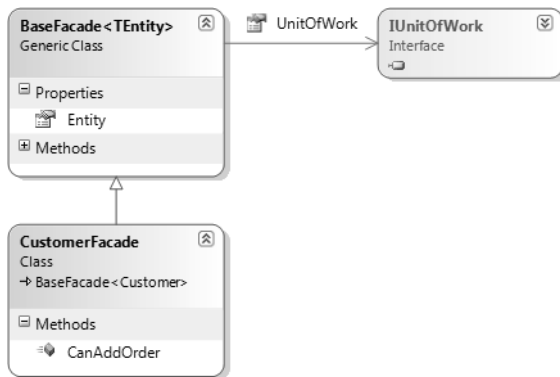 BaseFacade<TEntity>
Generic Class
Properties
Entity
Methods
UnitOfWork
IUnitOfWork
Interface
CustomerFacade
Class
BaseFacade<Customer>
Methods
CanAddOrder